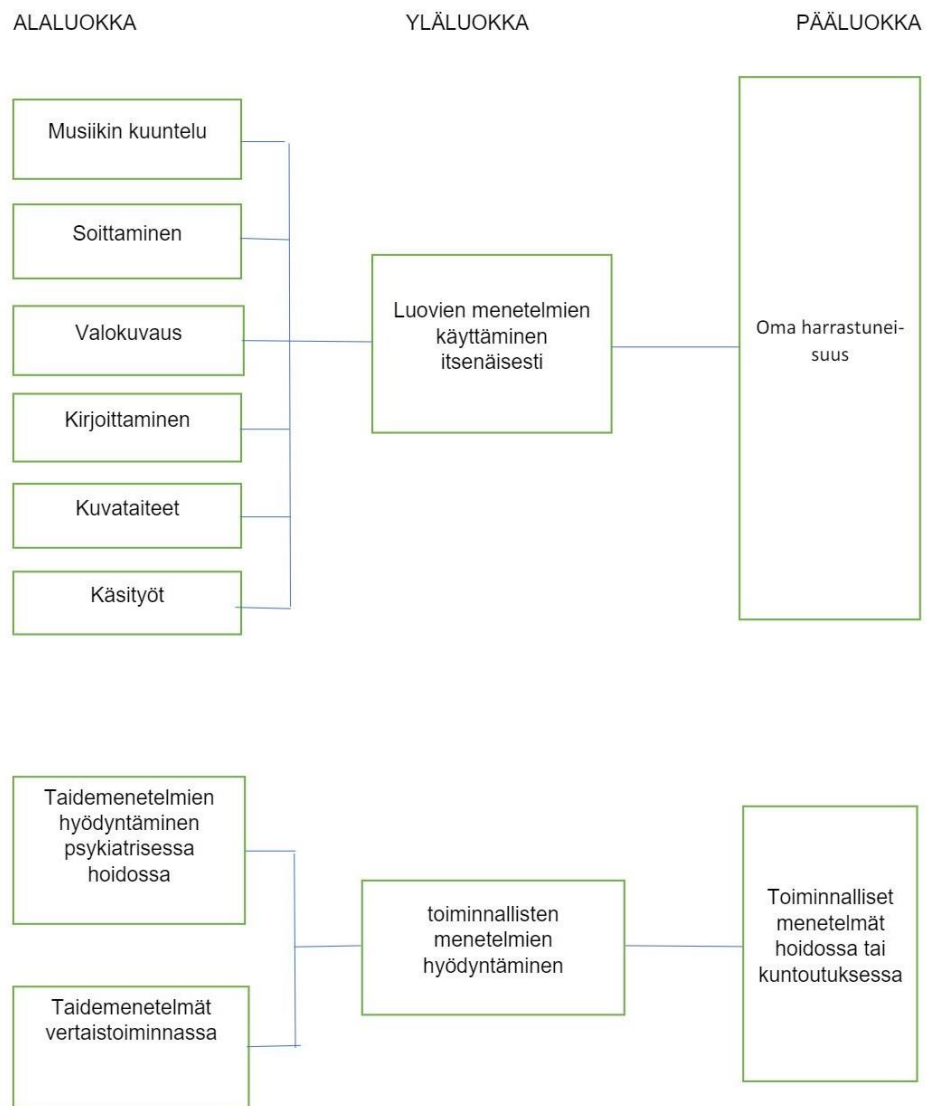 ALALUOKKA
YLÄLUOKKA
PÄÄLUOKKA
Musiikin kuuntelu
Soittaminen
Valokuvaus
Kirjoittaminen
Kuvataiteet
Käsityöt
Luovien menetelmien
käyttäminen
itsenäisesti
Oma harrastunei-
suus
Taidemenetelmien
hyödyntäminen
psykiatrisessa
hoidossa
Taidemenetelmät
vertaistoiminnassa
toiminnallisten
menetelmien
hyödyntäminen
Toiminnalliset
menetelmät
hoidossa tai
kuntoutuksessa